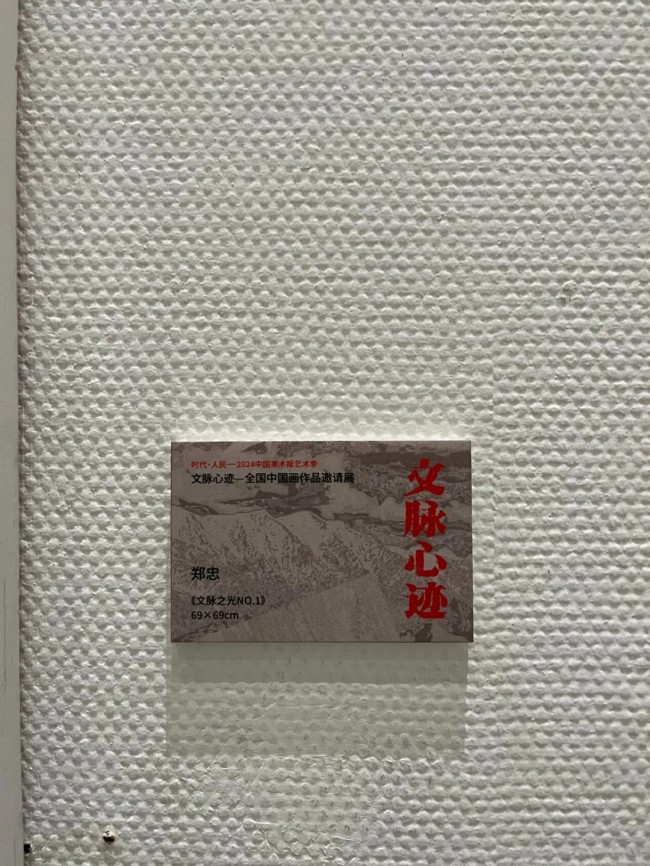 时代·人民——2024中国美术报艺术季
文脉心迹—全国中国画作品邀请展
郑忠
《文脉之光NO.1》
69×69cm
文脉心迹